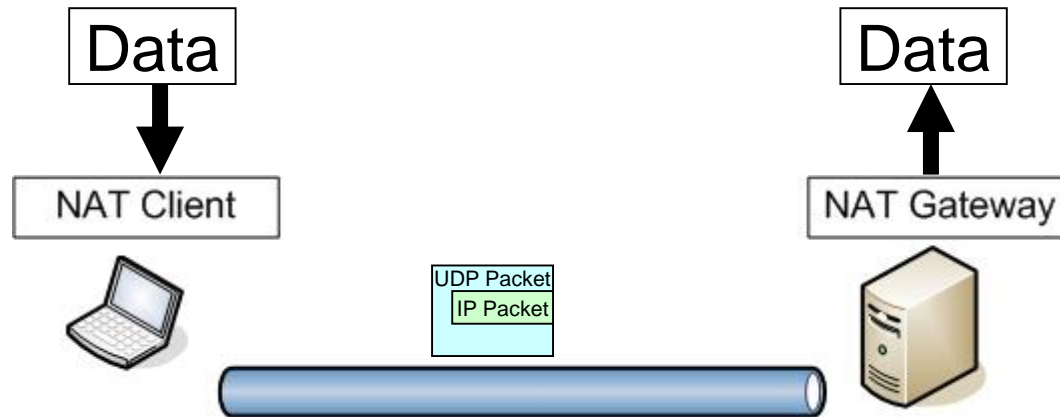 Data
Data
NAT Client
NAT Gateway
UDP Packet
IP Packet